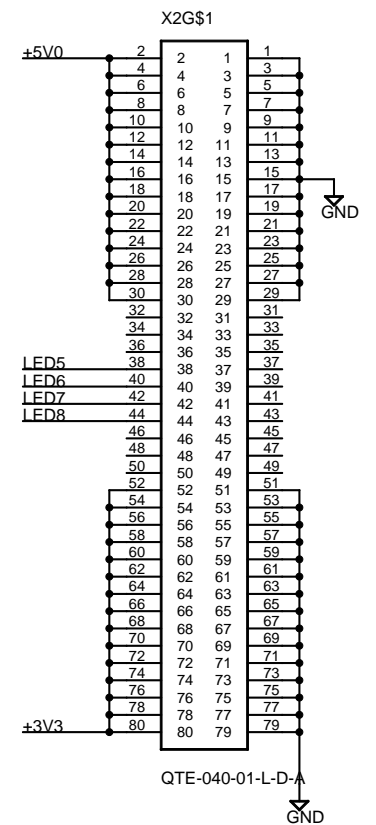 X2G$1
+5V0 2 2 1 1
4 4 3 3
6 6 5 5
8 8 7 7
10 10 9 9
12 12 11 11
14 14 13 13
16 16 15 15
18 18 17 17
20 20 19 19
GND
22 22 21 21
24 24 23 23
26 26 25 25
28 28 27 27
30 30 29 29
32 32 31 31
34 34 33 33
36 36 35 35
LED5 38 38 37 37
LED6 40 40 39 39
LED7 42 42 41 41
LED8 44 44 43 43
46 46 45 45
48 48 47 47
50 50 49 49
52 52 51 51
54 54 53 53
56 56 55 55
58 58 57 57
60 60 59 59
62 62 61 61
64 64 63 63
66 66 65 65
68 68 67 67
70 70 69 69
72 72 71 71
74 74 73 73
76 76 75 75
78 78 77 77
+3V3 80 80 79 79
QTE-040-01-L-D-A
GND